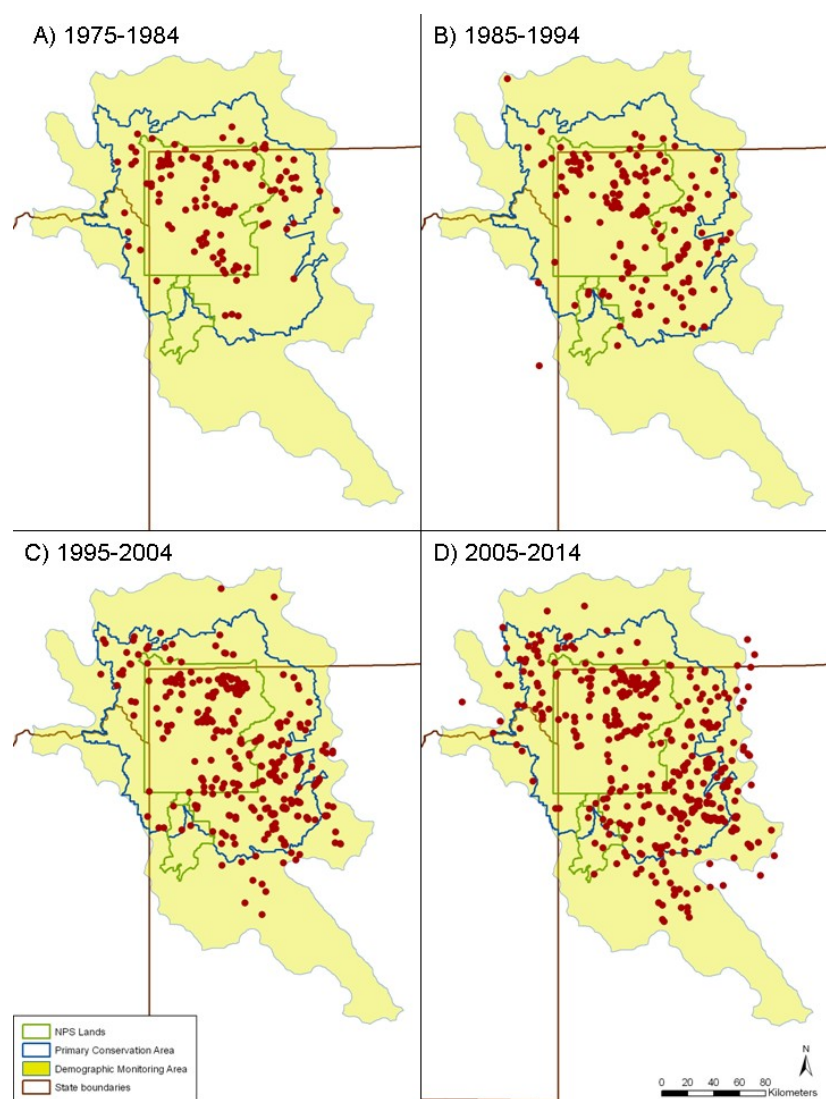 A) 1975-1984
B) 1985-1994
C) 1995-2004
D) 2005-2014
NPS Lands
Primary Conservation Area
Demographic Monitoring Area
State boundaries
N
0 20 40 60 80
Kilometers